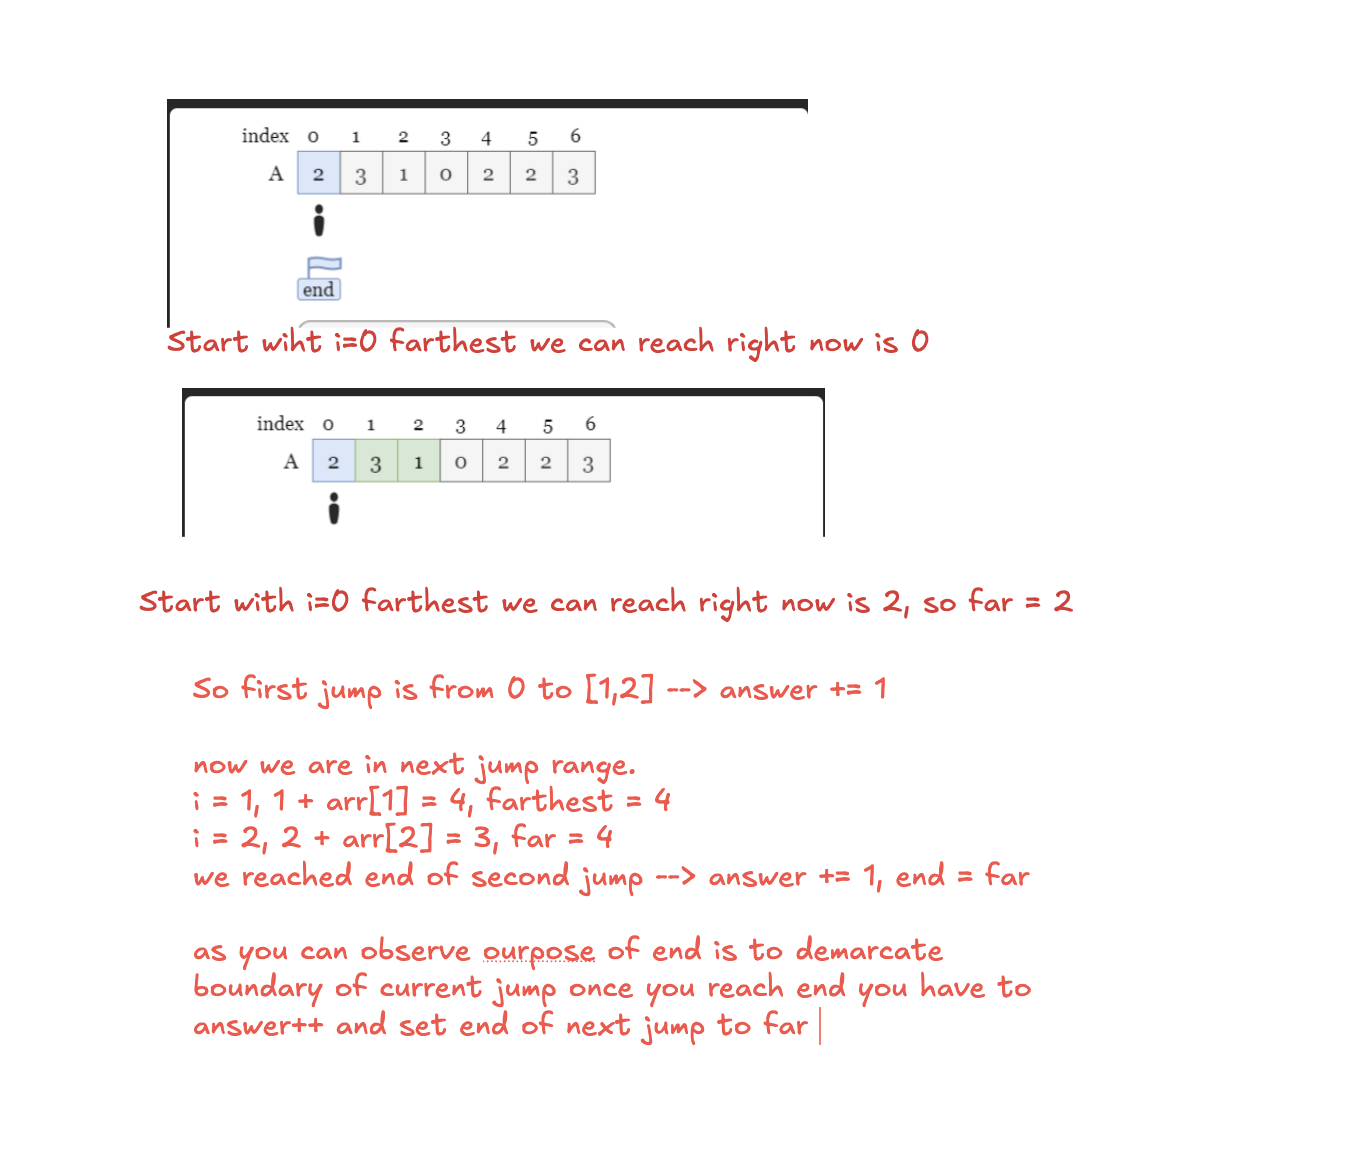 index 0 1 2 3 4 5 6
A 2 3 1 0 2 2 3
end
Start wiht i=0 farthest we can reach right now is 0
index 0 1 2 3 4 5 6
A 2 3 1 0 2 2 3
Start with i=0 farthest we can reach right now is 2, so far = 2
So first jump is from 0 to [1,2] --> answer += 1
now we are in next jump range.
i = 1, 1 + arr[1] = 4, farthest = 4
i = 2, 2 + arr[2] = 3, far = 4
we reached end of second jump --> answer += 1, end = far
as you can observe ourpose of end is to demarcate
boundary of current jump once you reach end you have to
answer++ and set end of next jump to far